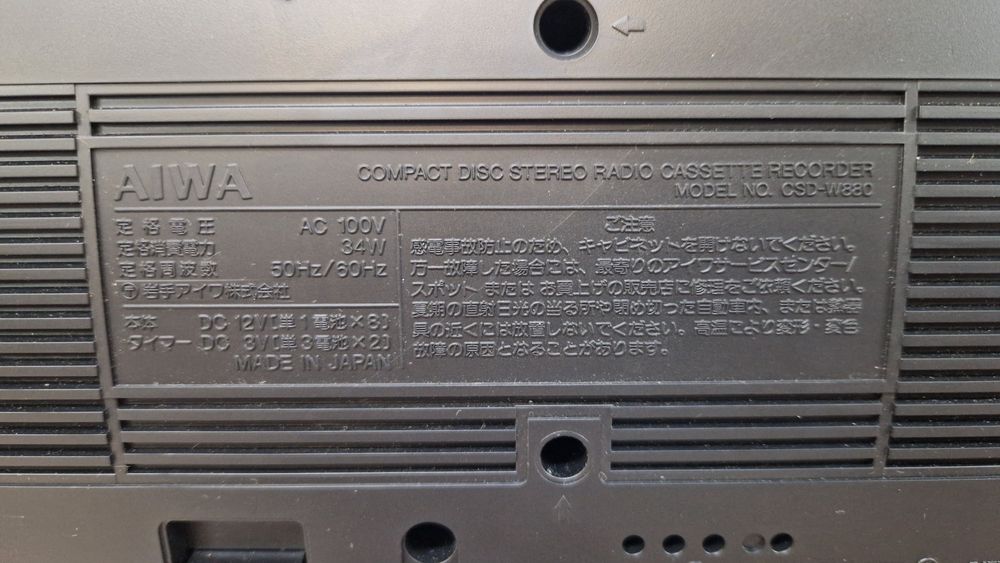 AIWA
COMPACT DISC STEREO RADIO CASSETTE RECORDER
MODEL NO. CSD-W880
定格電圧 AC 100V
定格消費電力 34W
定格周波数 50Hz/60Hz
〒 岩手アイワ株式会社
本体 DC 12V[単1電池×8]
タイマー DC 3V[単3電池×2]
MADE IN JAPAN
ご注意
感電事故防止のため、キャビネットを開けないでください。
万一故障した場合には、最寄りのアイワサービスセンター/
スポット または お買上げの販売店に修理をご依頼ください。
夏期の直射日光の当る所や閉め切った自動車内、または暖房器
具の近くには放置しないでください。高温により変形・変色
故障の原因となることがあります。